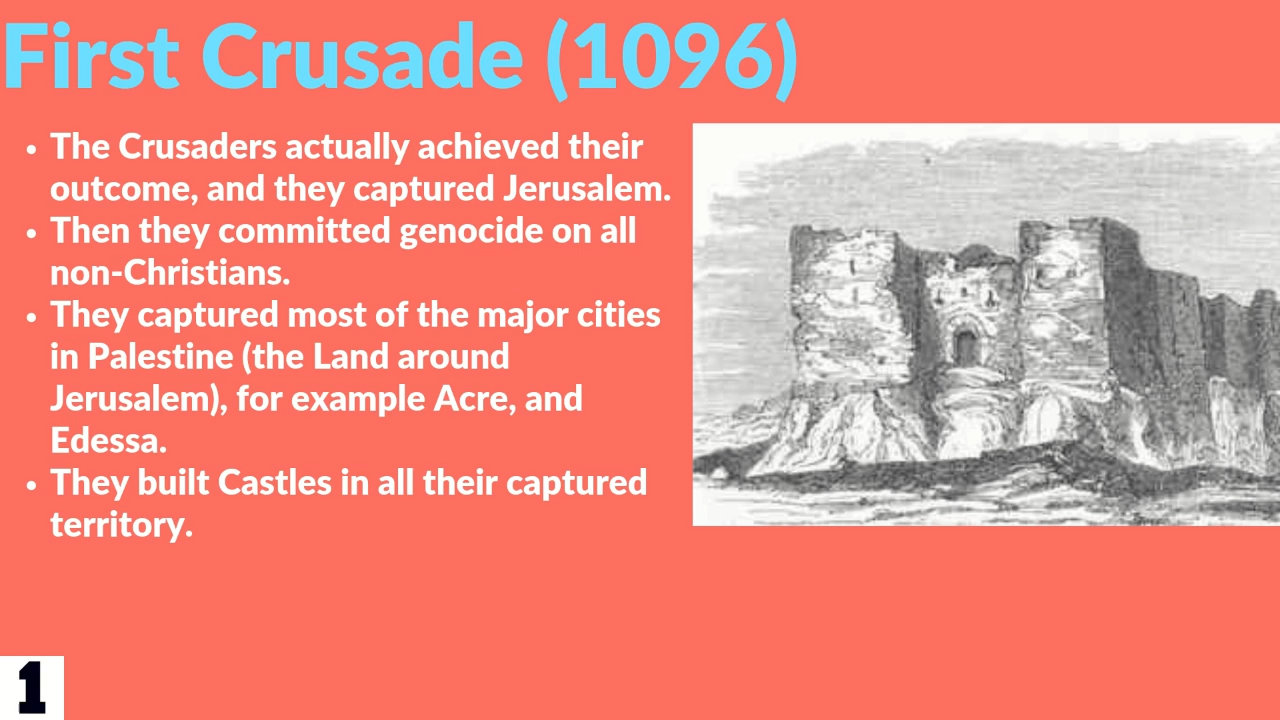 First Crusade (1096)
• The Crusaders actually achieved their
outcome, and they captured Jerusalem.
• Then they committed genocide on all
non-Christians.
• They captured most of the major cities
in Palestine (the Land around
Jerusalem), for example Acre, and
Edessa.
• They built Castles in all their captured
territory.
1